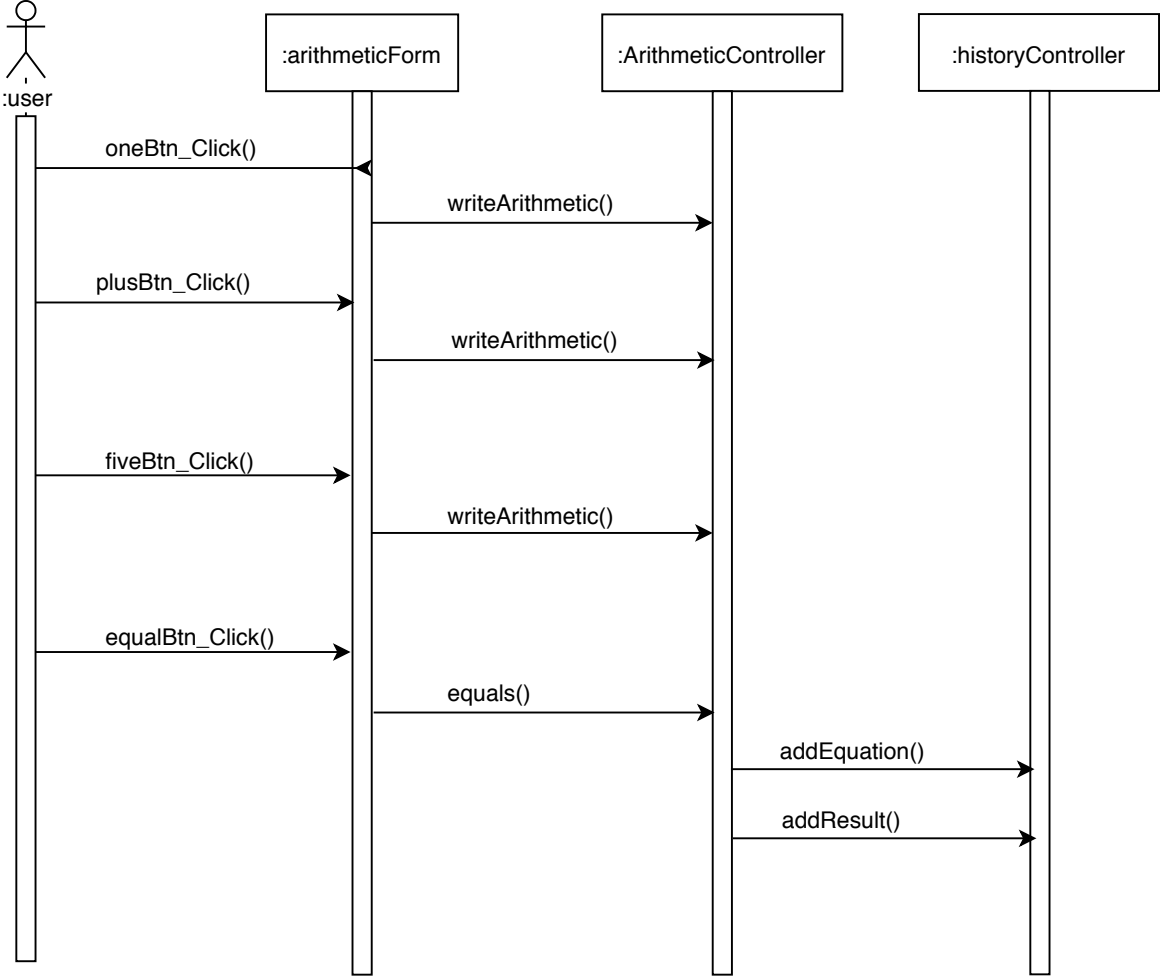 :user
:arithmeticForm
:ArithmeticController
:historyController
oneBtn_Click()
writeArithmetic()
plusBtn_Click()
writeArithmetic()
fiveBtn_Click()
writeArithmetic()
equalBtn_Click()
equals()
addEquation()
addResult()